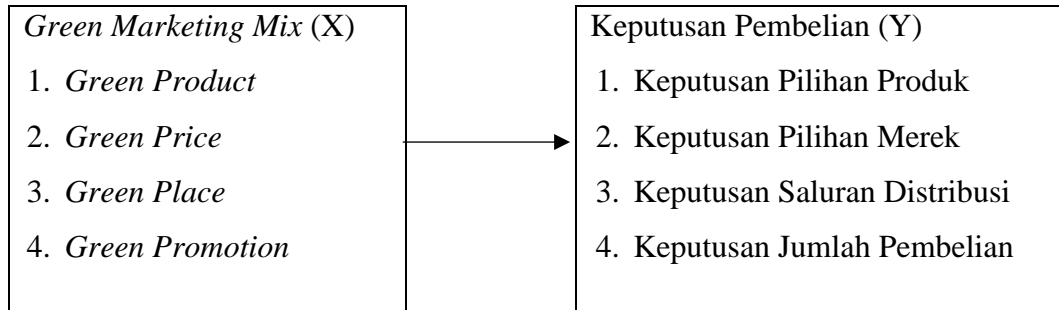 Green Marketing Mix (X)
1. Green Product
2. Green Price
3. Green Place
4. Green Promotion
Keputusan Pembelian (Y)
1. Keputusan Pilihan Produk
2. Keputusan Pilihan Merek
3. Keputusan Saluran Distribusi
4. Keputusan Jumlah Pembelian